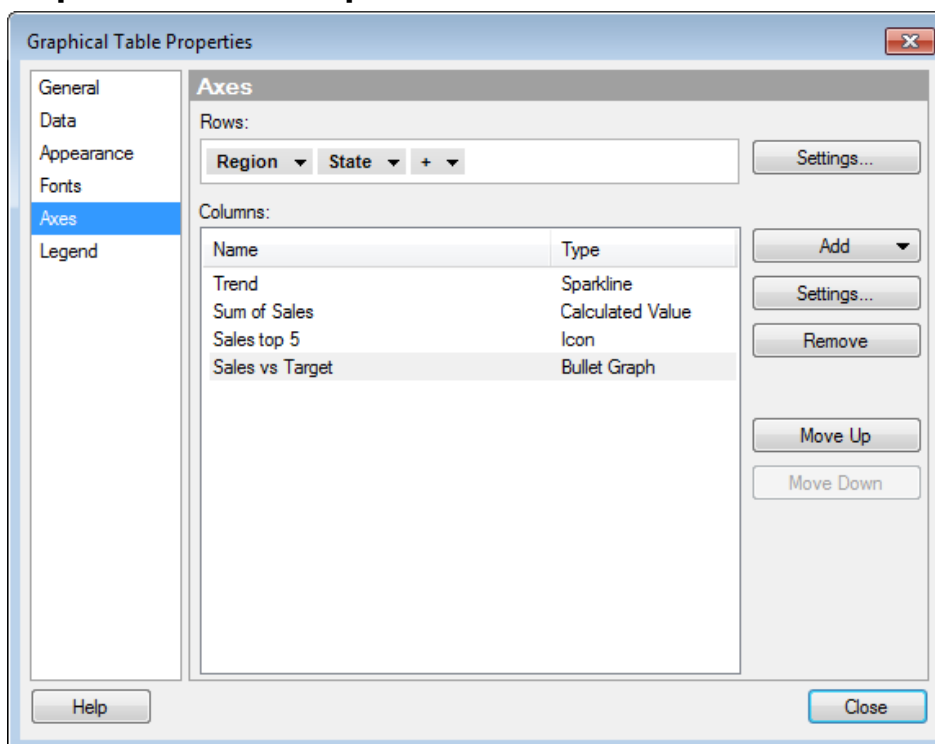 Graphical Table Properties
General
Data
Appearance
Fonts
Axes
Legend
Axes
Rows:
Region State +
Settings...
Columns:
Name Type
Trend Sparkline
Sum of Sales Calculated Value
Sales top 5 Icon
Sales vs Target Bullet Graph
Add
Settings...
Remove
Move Up
Move Down
Help
Close